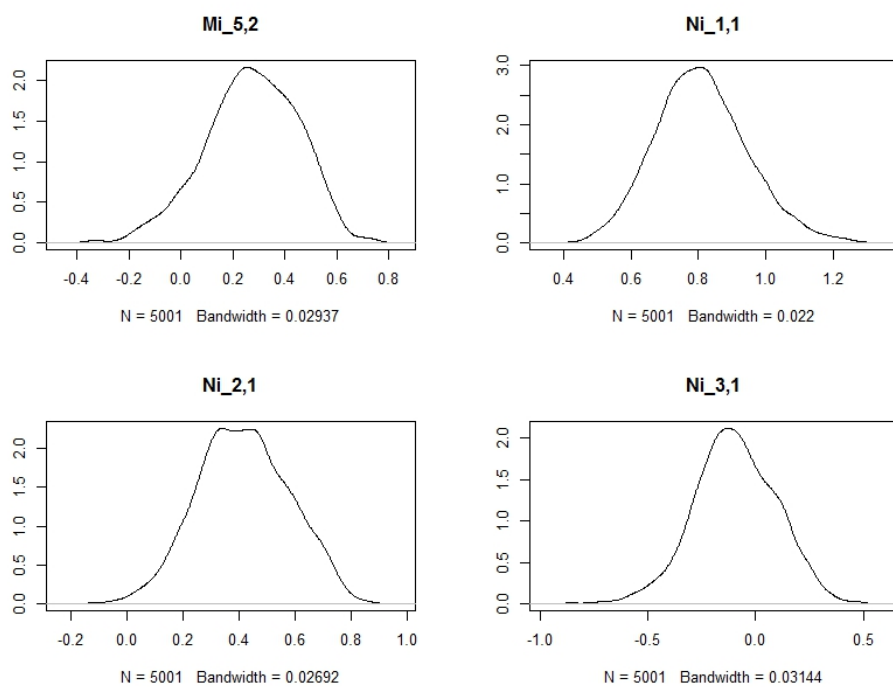 Mi_5,2
Ni_1,1
0.0 0.5 1.0 1.5 2.0
0.0 1.0 2.0 3.0
-0.4 -0.2 0.0 0.2 0.4 0.6 0.8
0.4 0.6 0.8 1.0 1.2
N = 5001 Bandwidth = 0.02937
N = 5001 Bandwidth = 0.022
Ni_2,1
Ni_3,1
0.0 0.5 1.0 1.5 2.0
0.0 0.5 1.0 1.5 2.0
-0.2 0.0 0.2 0.4 0.6 0.8 1.0
-1.0 -0.5 0.0 0.5
N = 5001 Bandwidth = 0.02692
N = 5001 Bandwidth = 0.03144